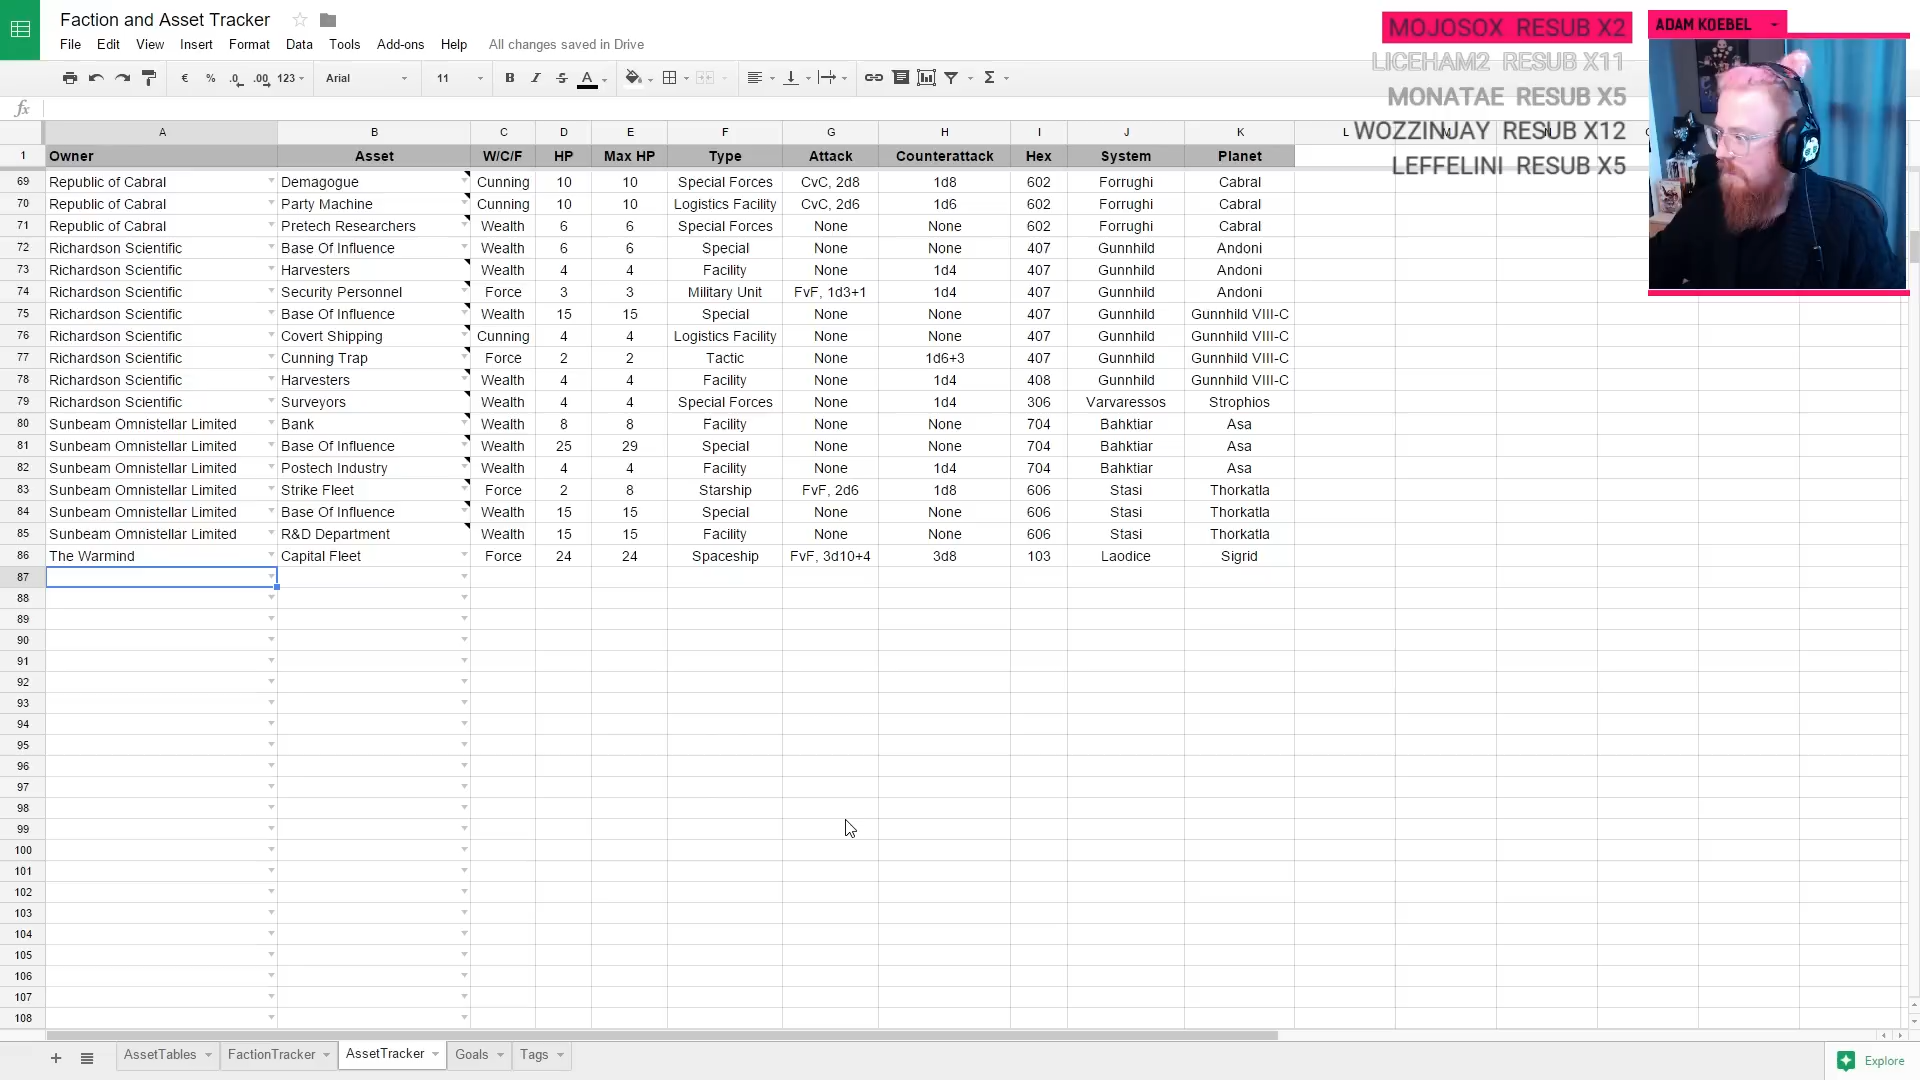 Faction and Asset Tracker
File Edit View Insert Format Data Tools Add-ons Help All changes saved in Drive
€ % .0 .00 123 Arial 11 B I S A Σ
fx
MOJOSOX RESUB X2
LICEHAM2 RESUB X11
MONATAE RESUB X5
WOZZINJAY RESUB X12
LEFFELINI RESUB X5
ADAM KOEBEL
A B C D E F G H I J K L
1 Owner Asset W/C/F HP Max HP Type Attack Counterattack Hex System Planet
69 Republic of Cabral Demagogue Cunning 10 10 Special Forces CvC, 2d8 1d8 602 Forrughi Cabral
70 Republic of Cabral Party Machine Cunning 10 10 Logistics Facility CvC, 2d6 1d6 602 Forrughi Cabral
71 Republic of Cabral Pretech Researchers Wealth 6 6 Special Forces None None 602 Forrughi Cabral
72 Richardson Scientific Base Of Influence Wealth 6 6 Special None None 407 Gunnhild Andoni
73 Richardson Scientific Harvesters Wealth 4 4 Facility None 1d4 407 Gunnhild Andoni
74 Richardson Scientific Security Personnel Force 3 3 Military Unit FvF, 1d3+1 1d4 407 Gunnhild Andoni
75 Richardson Scientific Base Of Influence Wealth 15 15 Special None None 407 Gunnhild Gunnhild VIII-C
76 Richardson Scientific Covert Shipping Cunning 4 4 Logistics Facility None None 407 Gunnhild Gunnhild VIII-C
77 Richardson Scientific Cunning Trap Force 2 2 Tactic None 1d6+3 407 Gunnhild Gunnhild VIII-C
78 Richardson Scientific Harvesters Wealth 4 4 Facility None 1d4 408 Gunnhild Gunnhild VIII-C
79 Richardson Scientific Surveyors Wealth 4 4 Special Forces None 1d4 306 Varvaressos Strophios
80 Sunbeam Omnistellar Limited Bank Wealth 8 8 Facility None None 704 Bahktiar Asa
81 Sunbeam Omnistellar Limited Base Of Influence Wealth 25 29 Special None None 704 Bahktiar Asa
82 Sunbeam Omnistellar Limited Postech Industry Wealth 4 4 Facility None 1d4 704 Bahktiar Asa
83 Sunbeam Omnistellar Limited Strike Fleet Force 2 8 Starship FvF, 2d6 1d8 606 Stasi Thorkatla
84 Sunbeam Omnistellar Limited Base Of Influence Wealth 15 15 Special None None 606 Stasi Thorkatla
85 Sunbeam Omnistellar Limited R&D Department Wealth 15 15 Facility None None 606 Stasi Thorkatla
86 The Warmind Capital Fleet Force 24 24 Spaceship FvF, 3d10+4 3d8 103 Laodice Sigrid
87
88
89
90
91
92
93
94
95
96
97
98
99
100
101
102
103
104
105
106
107
108
AssetTables FactionTracker AssetTracker Goals Tags
Explore